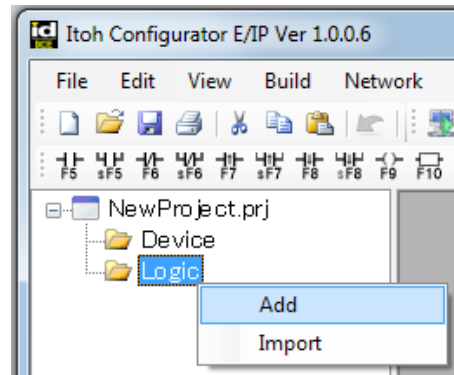 Itoh Configurator E/IP Ver 1.0.0.6
File Edit View Build Network
F5 sF5 F6 sF6 F7 sF7 F8 sF8 F9 F10
NewProject.prj
Device
Logic
Add
Import